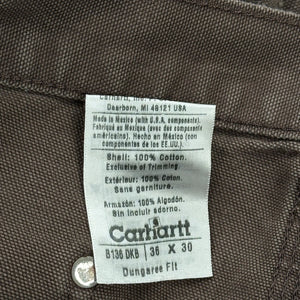 Carhartt, Inc.
Dearborn, MI 48121 USA
Made in Mexico (with U.S.A. components).
Fabriqué au Mexique (avec des composants
américains). Hecho en México (con
componentes de los EE.UU.).
Shell: 100% Cotton.
Exclusive of Trimming
Extérieur: 100% Coton.
Sans garniture.
Armazón: 100% Algodón.
Sin incluir adorno.
Carhartt
B136 DKB 36 X 30
Dungaree Fit